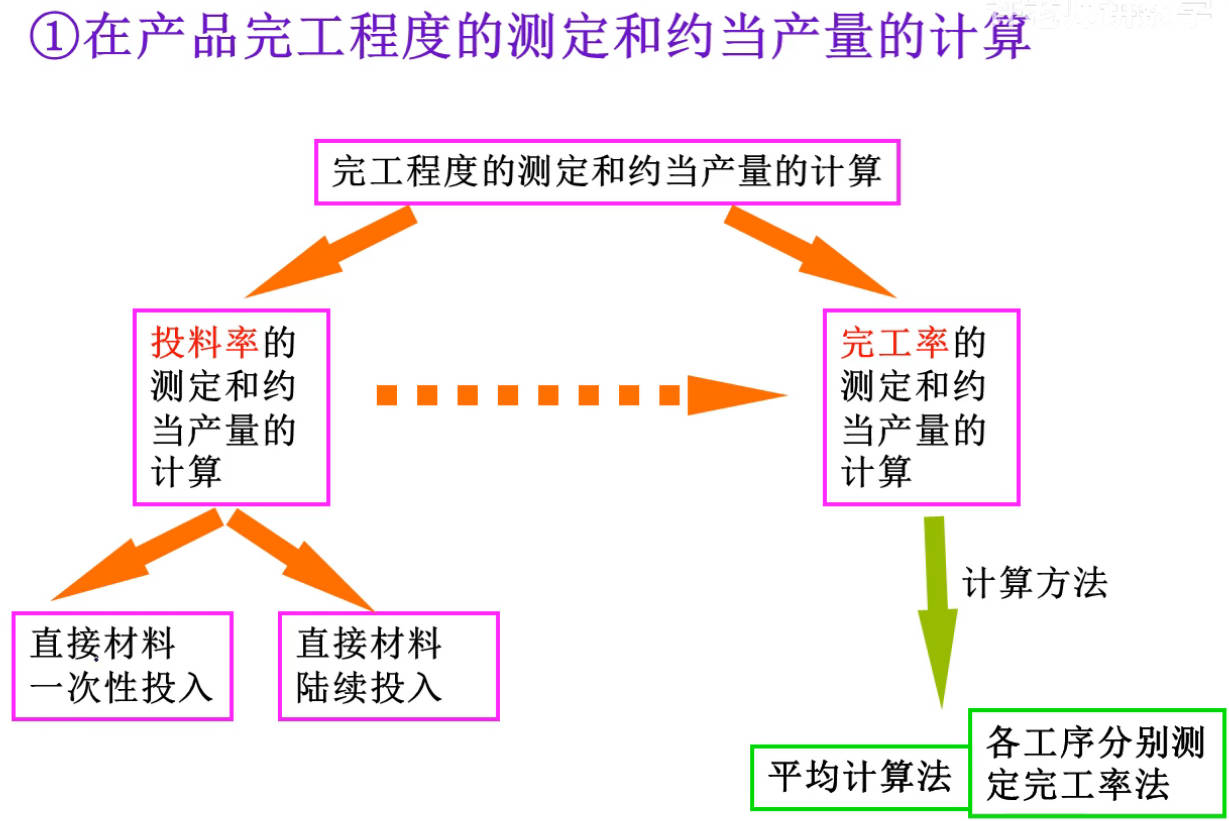 ①在产品完工程度的测定和约当产量的计算
完工程度的测定和约当产量的计算
投料率的
测定和约
当产量的
计算
完工率的
测定和约
当产量的
计算
计算方法
直接材料
一次性投入
直接材料
陆续投入
平均计算法
各工序分别测
定完工率法